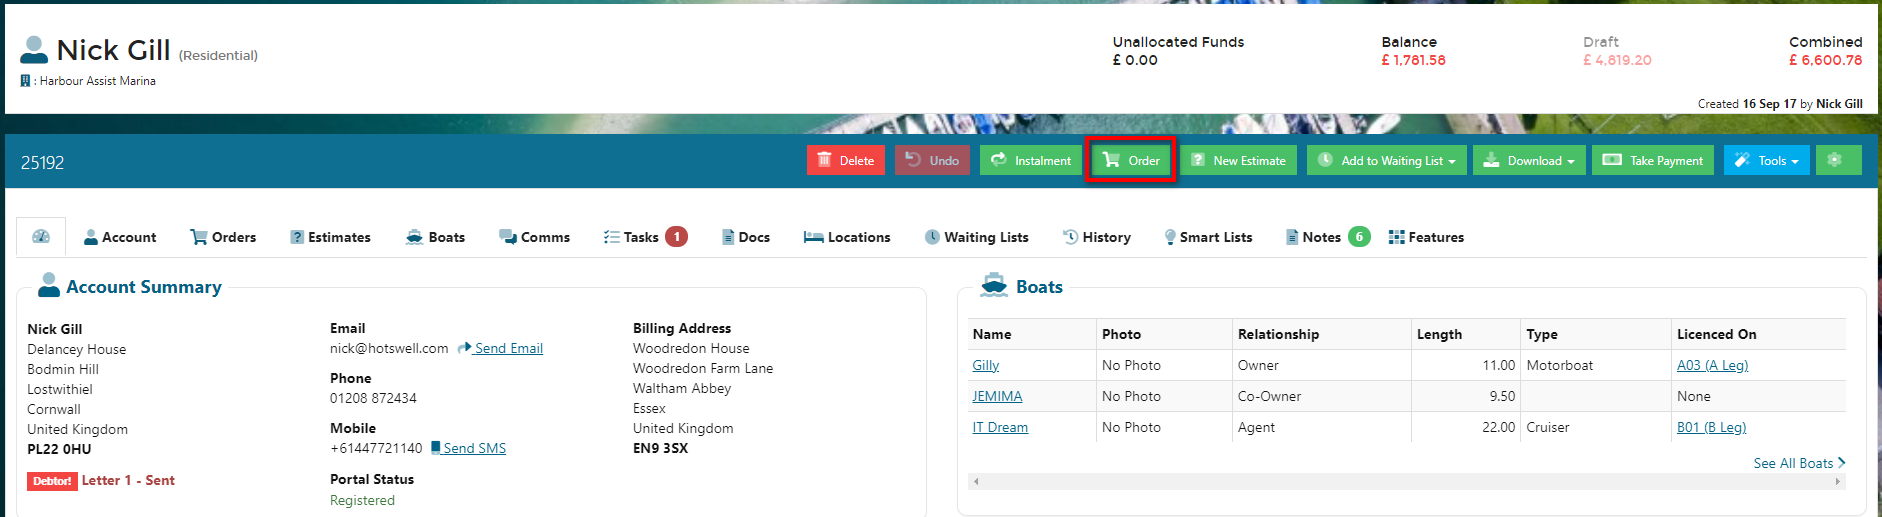 Nick Gill (Residential)
: Harbour Assist Marina
Unallocated Funds
£ 0.00
Balance
£ 1,781.58
Draft
£ 4,819.20
Combined
£ 6,600.78
Created 16 Sep 17 by Nick Gill
25192
Delete
Undo
Instalment
Order
New Estimate
Add to Waiting List
Download
Take Payment
Tools
Account
Orders
Estimates
Boats
Comms
Tasks 1
Docs
Locations
Waiting Lists
History
Smart Lists
Notes 6
Features
Account Summary
Nick Gill
Delancey House
Bodmin Hill
Lostwithiel
Cornwall
United Kingdom
PL22 0HU
Debtor! Letter 1 - Sent
Email
nick@hotswell.com Send Email
Phone
01208 872434
Mobile
+61447721140 Send SMS
Portal Status
Registered
Billing Address
Woodredon House
Woodredon Farm Lane
Waltham Abbey
Essex
United Kingdom
EN9 3SX
Boats
Name Photo Relationship Length Type Licenced On
Gilly No Photo Owner 11.00 Motorboat A03 (A Leg)
JEMIMA No Photo Co-Owner 9.50 None
IT Dream No Photo Agent 22.00 Cruiser B01 (B Leg)
See All Boats